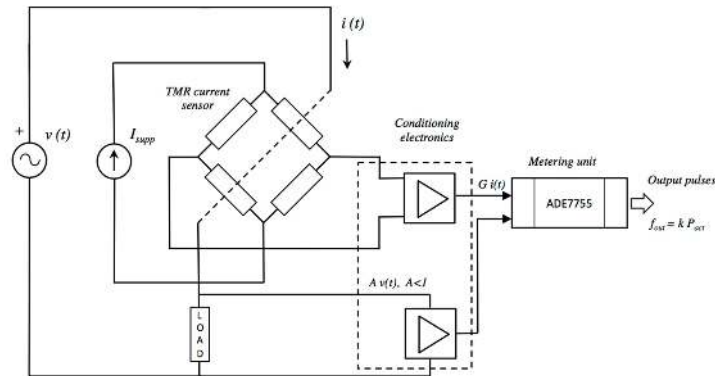 i (t)
TMR current
sensor
+
v (t)
I_supp
Conditioning
electronics
Metering unit
G i(t)
ADE7755
Output pulses
f_out = k P_act
A v(t), A<1
L
O
A
D